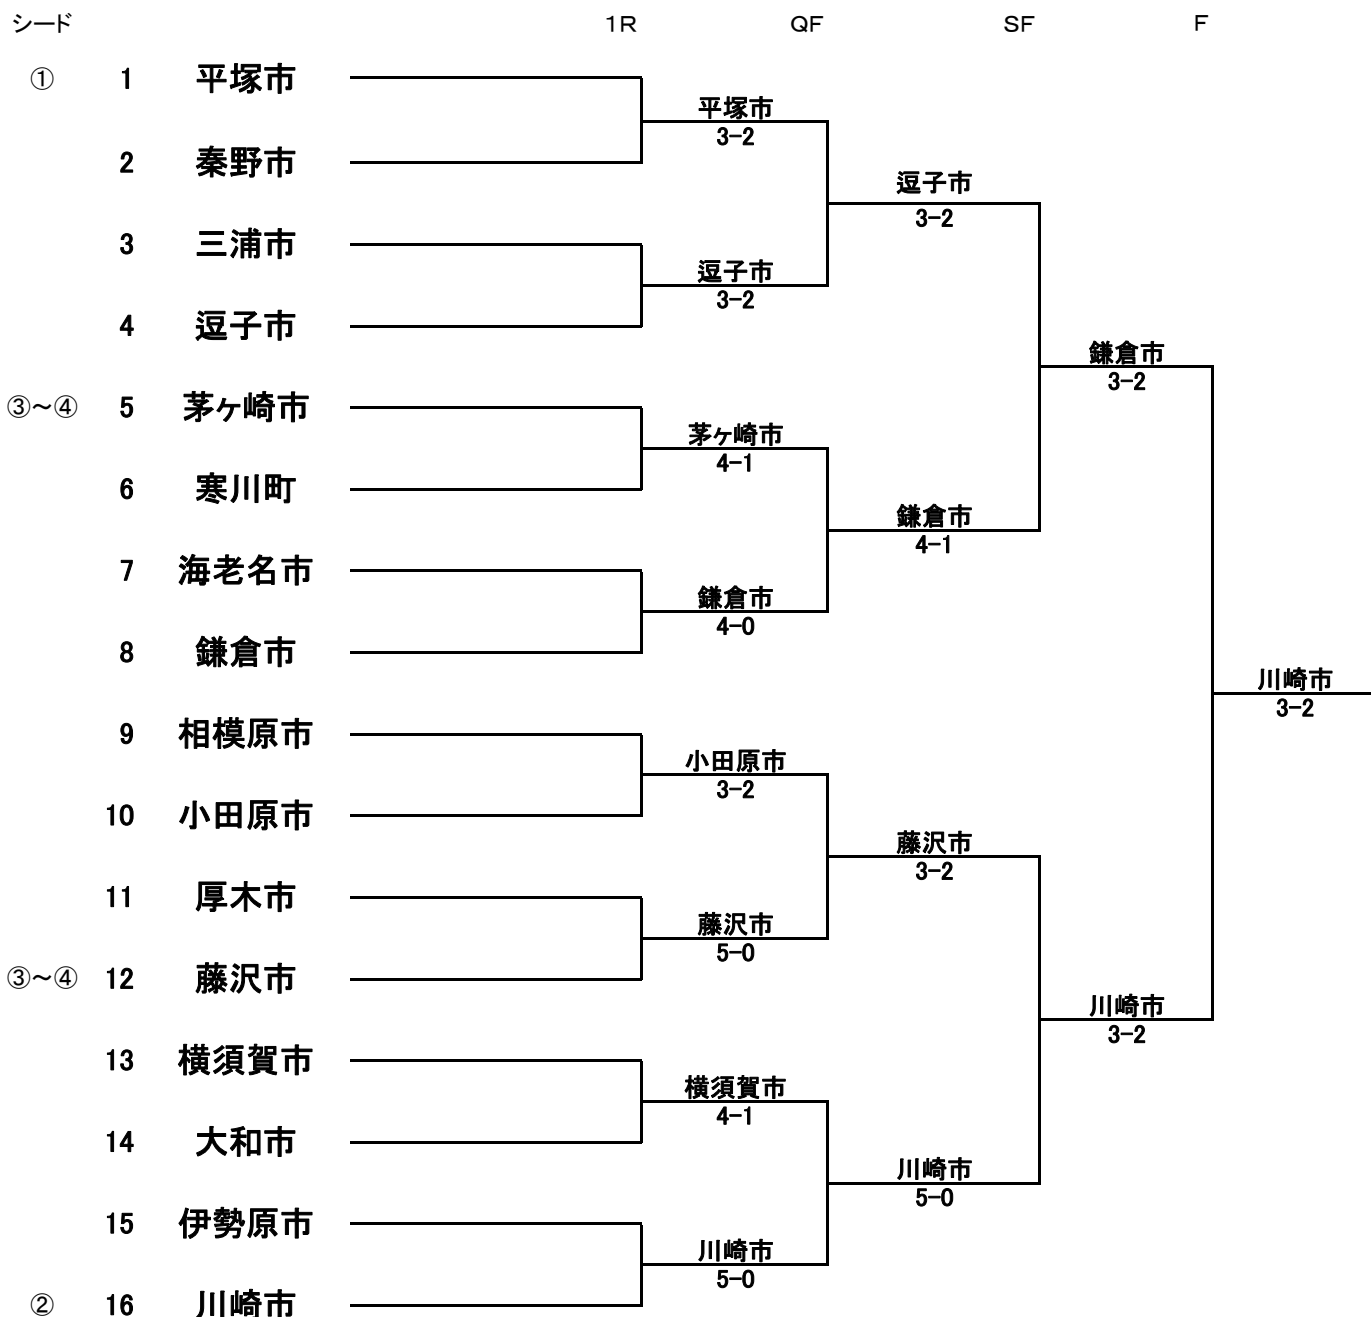 シード 1R QF SF F
① 1 平塚市
平塚市
3-2
2 秦野市
逗子市
3-2
3 三浦市
逗子市
3-2
4 逗子市
鎌倉市
3-2
③～④ 5 茅ヶ崎市
茅ヶ崎市
4-1
6 寒川町
鎌倉市
4-1
7 海老名市
鎌倉市
4-0
8 鎌倉市
川崎市
3-2
9 相模原市
小田原市
3-2
10 小田原市
藤沢市
3-2
11 厚木市
藤沢市
5-0
③～④ 12 藤沢市
川崎市
3-2
13 横須賀市
横須賀市
4-1
14 大和市
川崎市
5-0
15 伊勢原市
川崎市
5-0
② 16 川崎市